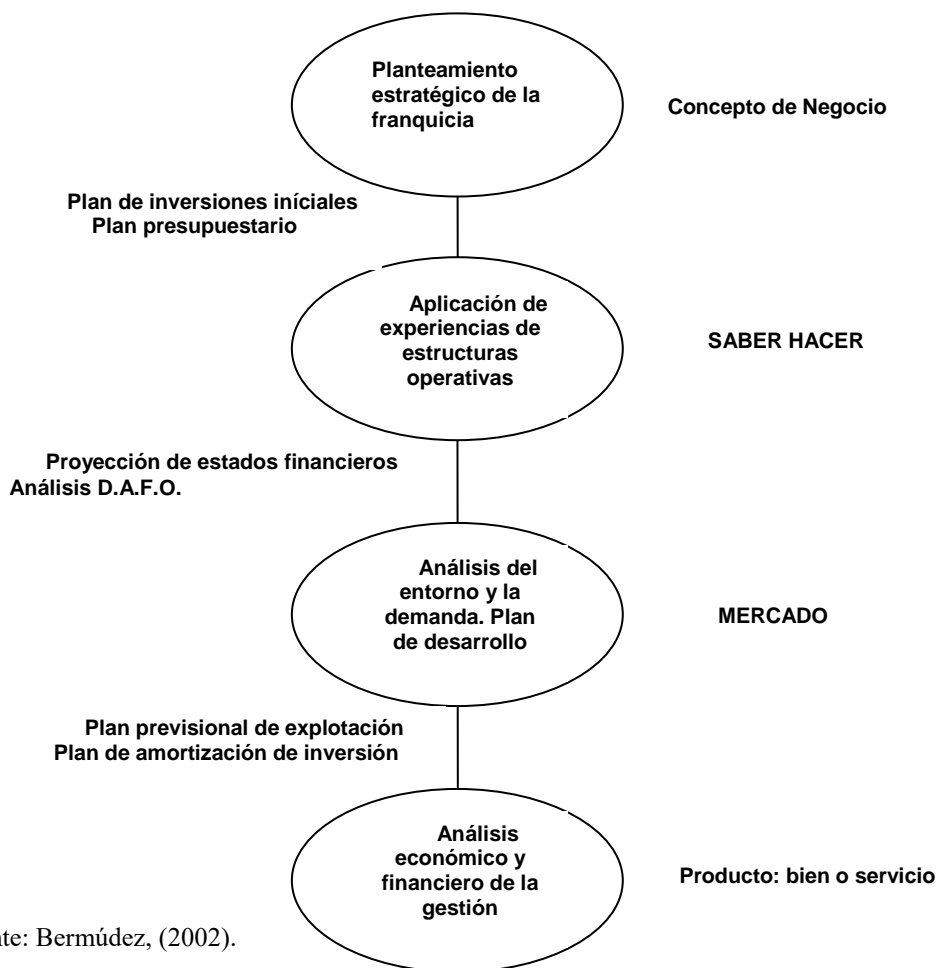 Planteamiento
estratégico de la
franquicia
Concepto de Negocio
Plan de inversiones iníciales
Plan presupuestario
Aplicación de
experiencias de
estructuras
operativas
SABER HACER
Proyección de estados financieros
Análisis D.A.F.O.
Análisis del
entorno y la
demanda. Plan
de desarrollo
MERCADO
Plan previsional de explotación
Plan de amortización de inversión
Análisis
económico y
financiero de la
gestión
Producto: bien o servicio
nte: Bermúdez, (2002).